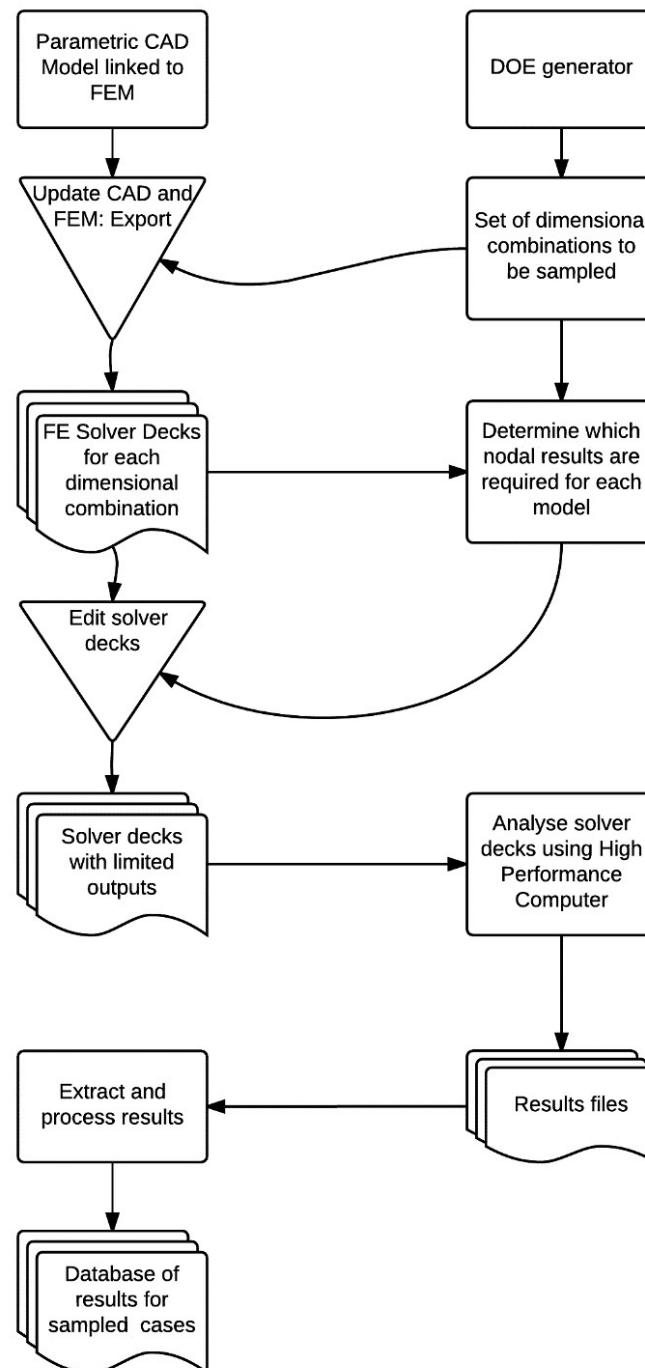 Parametric CAD
Model linked to
FEM
DOE generator
Update CAD and
FEM: Export
Set of dimensional
combinations to
be sampled
FE Solver Decks
for each
dimensional
combination
Determine which
nodal results are
required for each
model
Edit solver
decks
Solver decks
with limited
outputs
Analyse solver
decks using High
Performance
Computer
Extract and
process results
Results files
Database of
results for
sampled cases